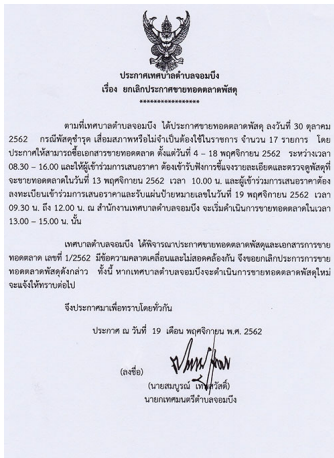 ประกาศเทศบาลตำบลจอมบึง
เรื่อง ยกเลิกประกาศขายทอดตลาดพัสดุ
*****************
ตามที่เทศบาลตำบลจอมบึง ได้ประกาศขายทอดตลาดพัสดุ ลงวันที่ 30 ตุลาคม
2562 กรณีพัสดุชำรุด เสื่อมสภาพหรือไม่จำเป็นต้องใช้ในราชการ จำนวน 17 รายการ โดย
ประกาศให้สามารถซื้อเอกสารขายทอดตลาด ตั้งแต่วันที่ 4 – 18 พฤศจิกายน 2562 ระหว่างเวลา
08.30 – 16.00 และให้ผู้เข้าร่วมการเสนอราคา ต้องเข้ารับฟังการชี้แจงรายละเอียดและตรวจดูพัสดุที่
จะขายทอดตลาดในวันที่ 13 พฤศจิกายน 2562 เวลา 10.00 น. และผู้เข้าร่วมการเสนอราคาต้อง
ลงทะเบียนเข้าร่วมการเสนอราคาและรับแผ่นป้ายหมายเลขในวันที่ 19 พฤศจิกายน 2562 เวลา
09.30 น. ถึง 12.00 น. ณ สำนักงานเทศบาลตำบลจอมบึง จะเริ่มดำเนินการขายทอดตลาดในเวลา
13.00 – 15.00 น. นั้น
เทศบาลตำบลจอมบึง ได้พิจารณาประกาศขายทอดตลาดพัสดุและเอกสารการขาย
ทอดตลาด เลขที่ 1/2562 มีข้อความคลาดเคลื่อนและไม่สอดคล้องกัน จึงขอยกเลิกประกาศการขาย
ทอดตลาดพัสดุดังกล่าว ทั้งนี้ หากเทศบาลตำบลจอมบึงจะดำเนินการขายทอดตลาดพัสดุใหม่
จะแจ้งให้ทราบต่อไป
จึงประกาศมาเพื่อทราบโดยทั่วกัน
ประกาศ ณ วันที่ 19 เดือน พฤศจิกายน พ.ศ. 2562
(ลงชื่อ)
(นายสมบูรณ์
นายกเทศมนตรีตำบลจอมบึง